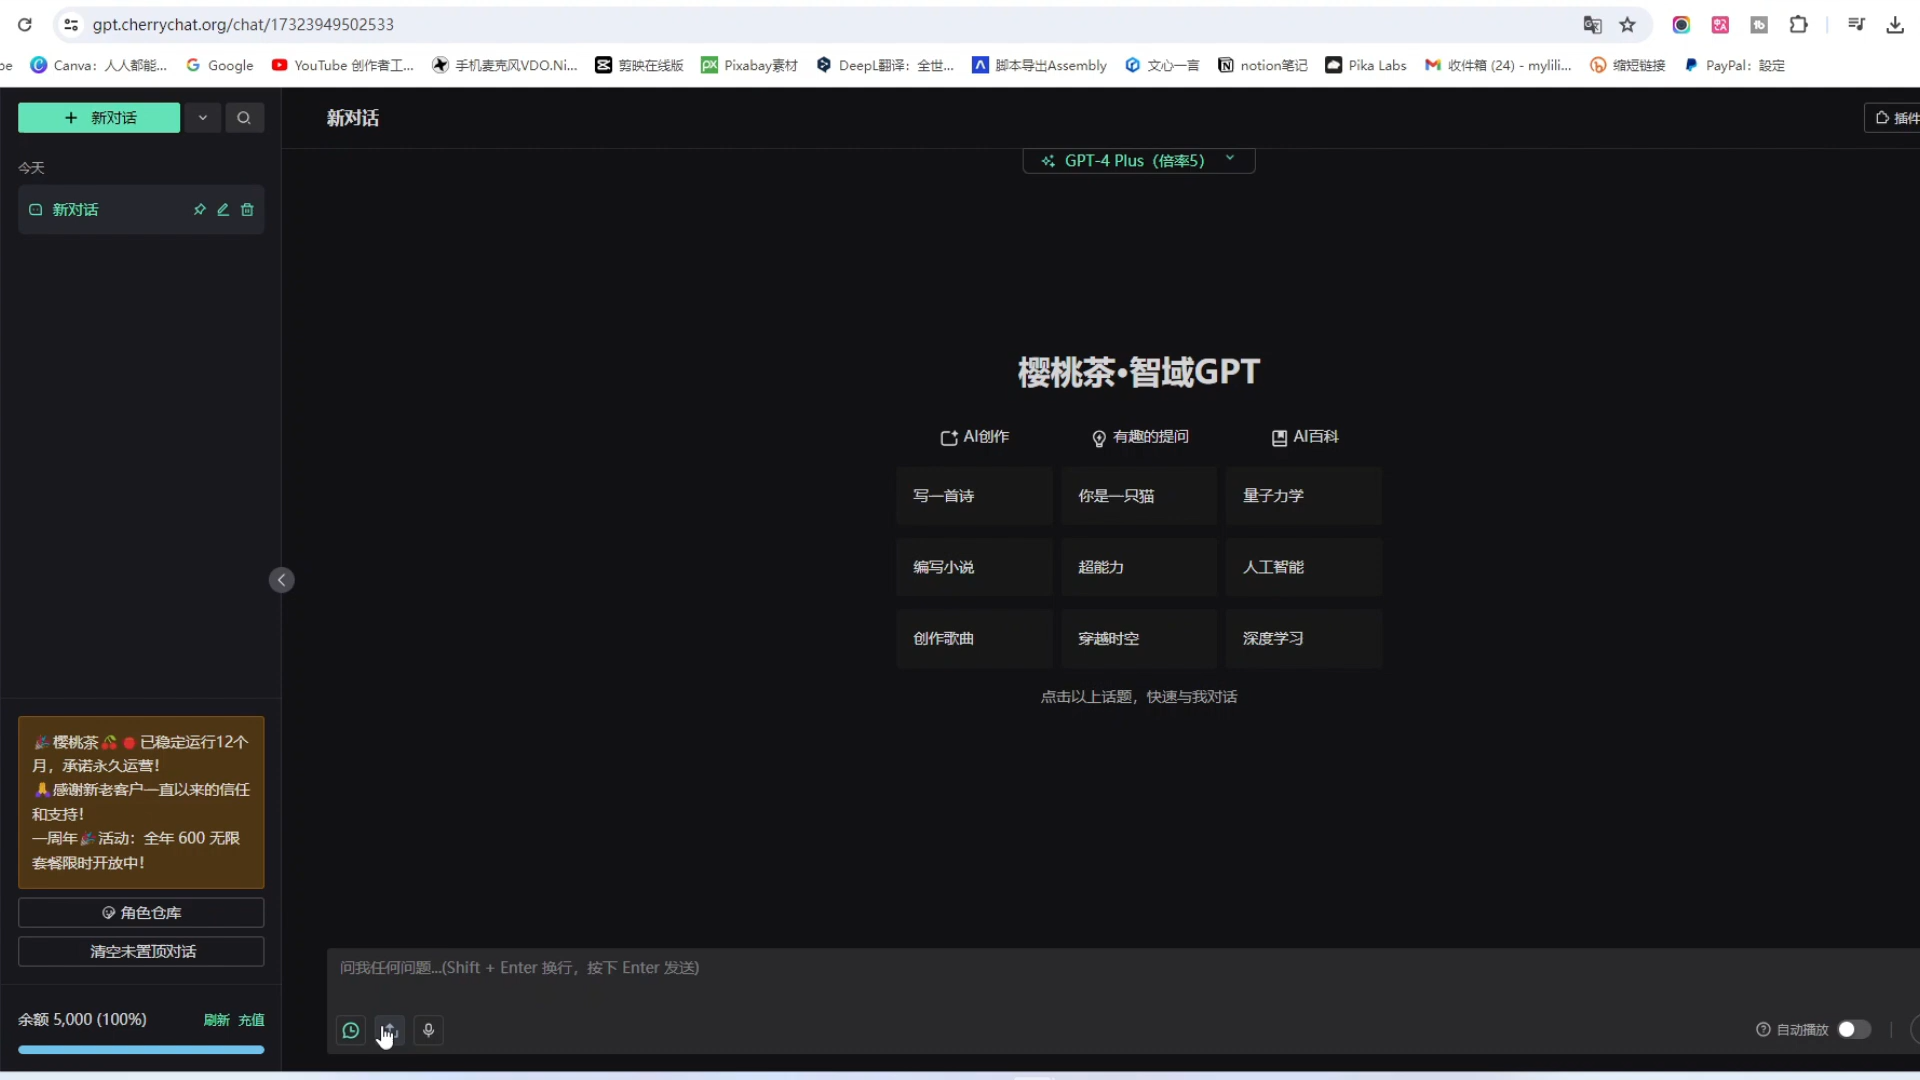 gpt.cherrychat.org/chat/17323949502533
Canva：人人都能...
Google
YouTube 创作者工...
手机麦克风VDO.Ni...
剪映在线版
Pixabay素材
DeepL翻译：全世...
脚本导出Assembly
文心一言
notion笔记
Pika Labs
收件箱 (24) - mylili...
缩短链接
PayPal：設定
新对话
新对话
插件
今天
GPT-4 Plus（倍率5）
新对话
樱桃茶•智域GPT
AI创作
有趣的提问
AI百科
写一首诗
你是一只猫
量子力学
编写小说
超能力
人工智能
创作歌曲
穿越时空
深度学习
点击以上话题，快速与我对话
🎉樱桃茶🍒🔴已稳定运行12个
月，承诺永久运营！
🙏感谢新老客户一直以来的信任
和支持！
一周年🎉活动：全年 600 无限
套餐限时开放中！
角色仓库
清空未置顶对话
余额 5,000 (100%)
刷新
充值
问我任何问题...(Shift + Enter 换行，按下 Enter 发送)
自动播放